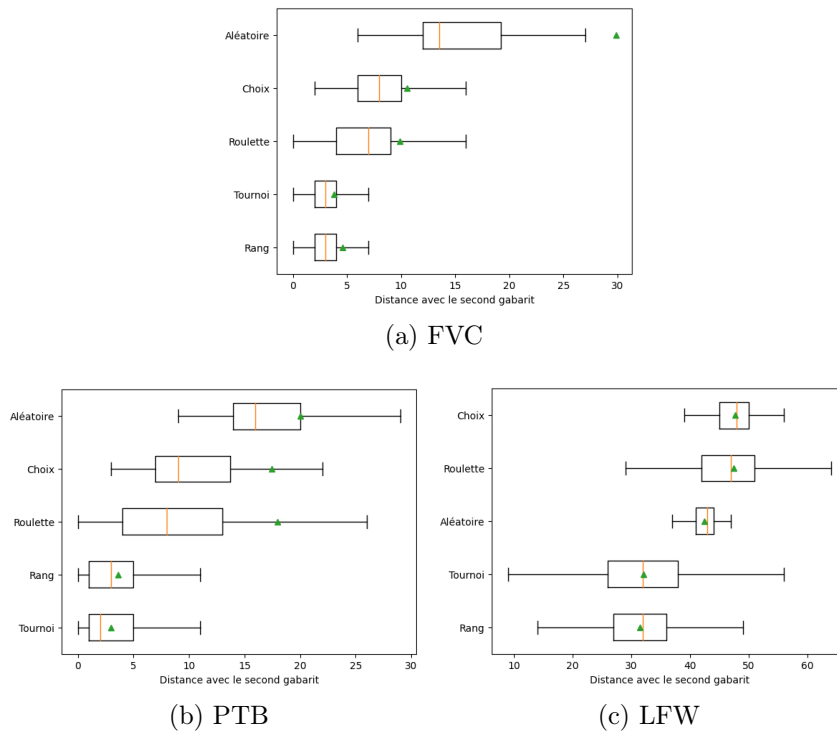 Aléatoire
Choix
Roulette
Tournoi
Rang
0 5 10 15 20 25 30
Distance avec le second gabarit
(a) FVC
Aléatoire
Choix
Roulette
Rang
Tournoi
0 5 10 15 20 25 30
Distance avec le second gabarit
(b) PTB
Choix
Roulette
Aléatoire
Tournoi
Rang
10 20 30 40 50 60
Distance avec le second gabarit
(c) LFW